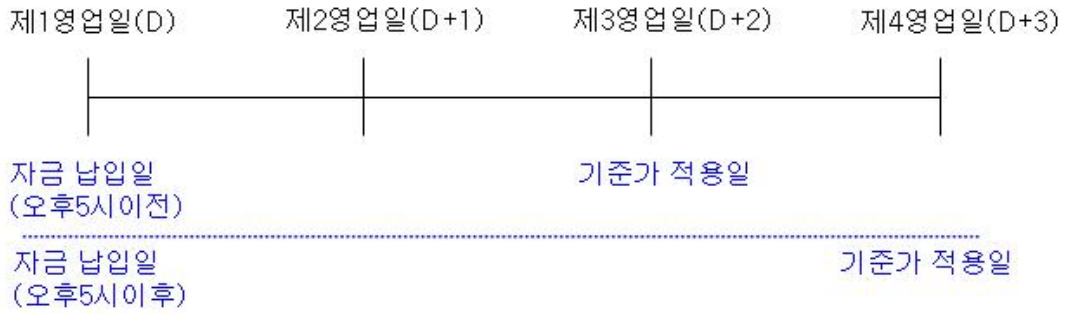 제1영업일(D) 제2영업일(D+1) 제3영업일(D+2) 제4영업일(D+3)
자금 납입일 기준가 적용일
(오후5시이전)
자금 납입일 기준가 적용일
(오후5시이후)